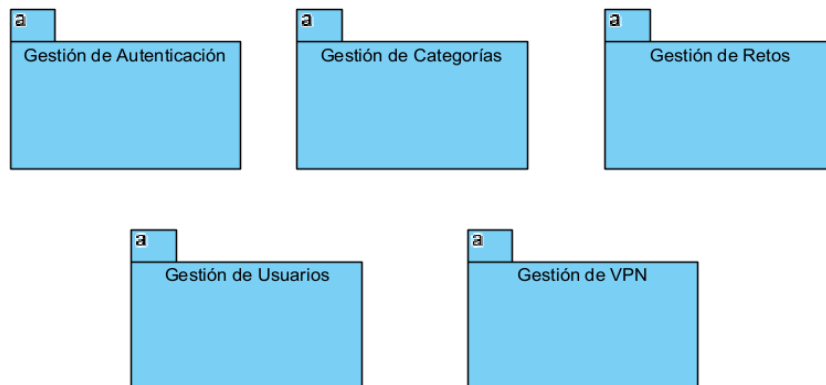 a
Gestión de Autenticación
a
Gestión de Categorías
a
Gestión de Retos
a
Gestión de Usuarios
a
Gestión de VPN